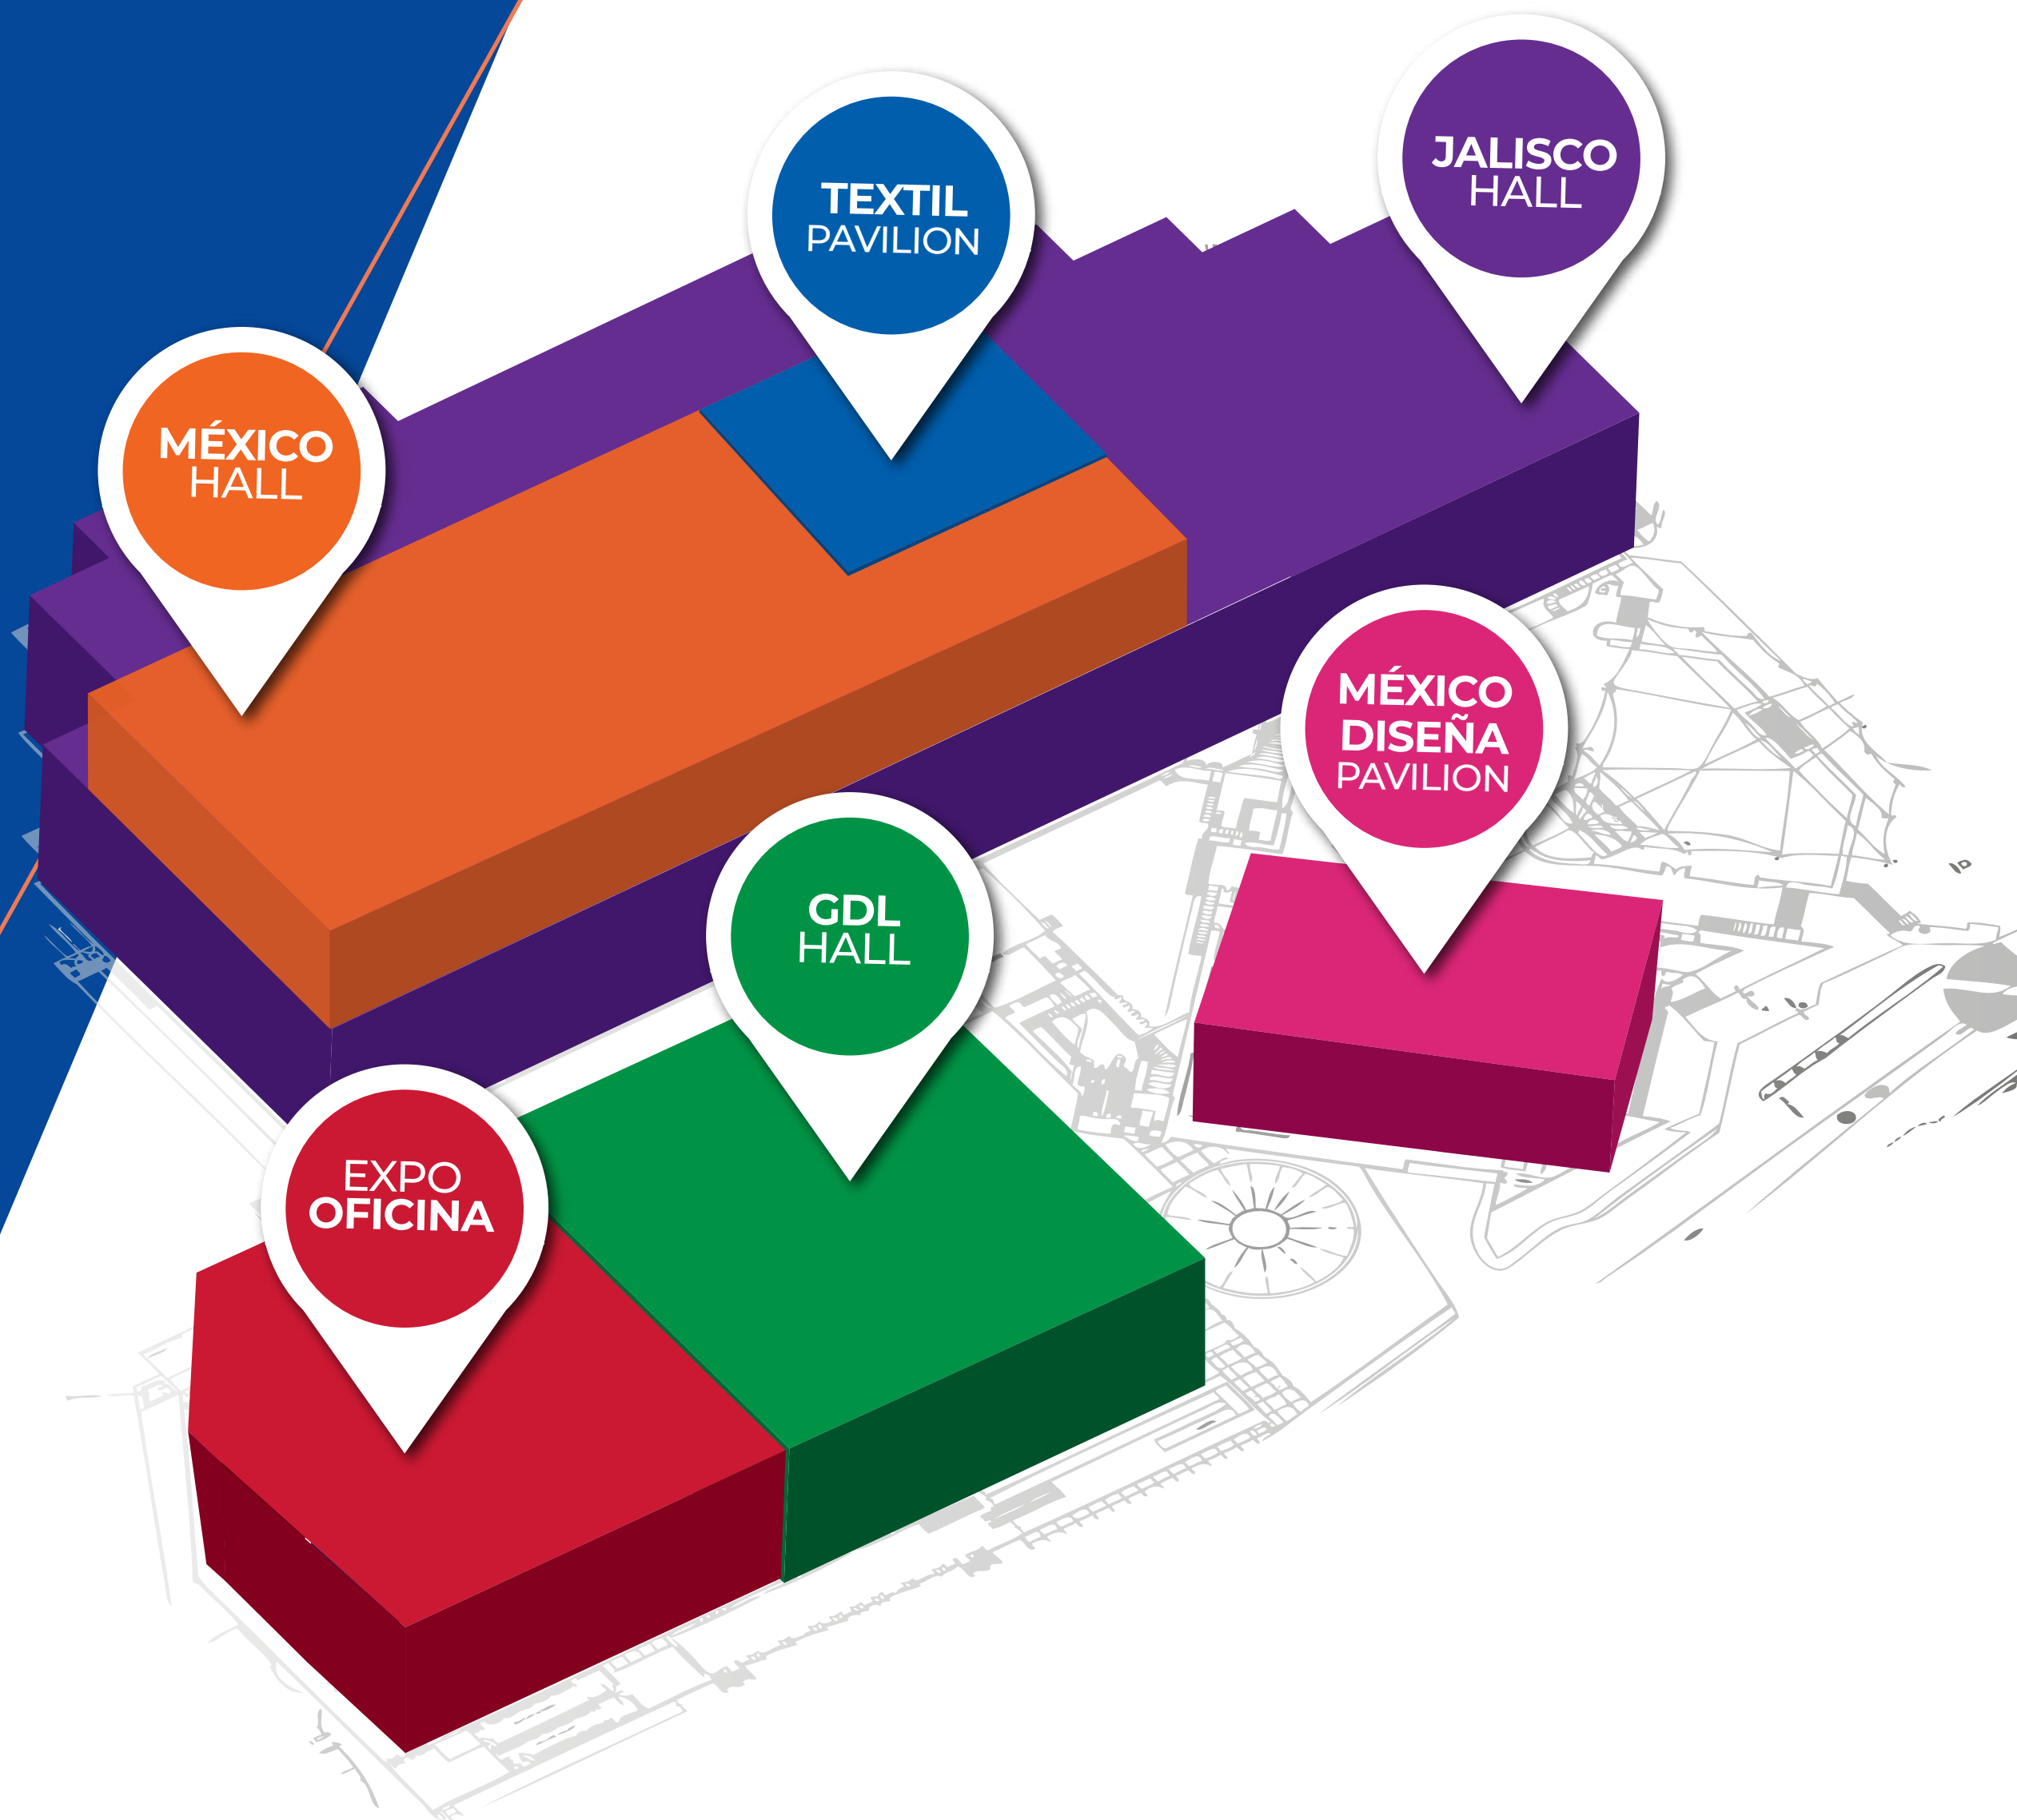 JALISCO
HALL
TEXTIL
PAVILION
MÉXICO
HALL
MÉXICO
DISEÑA
PAVILION
GDL
HALL
EXPO
OFICINA